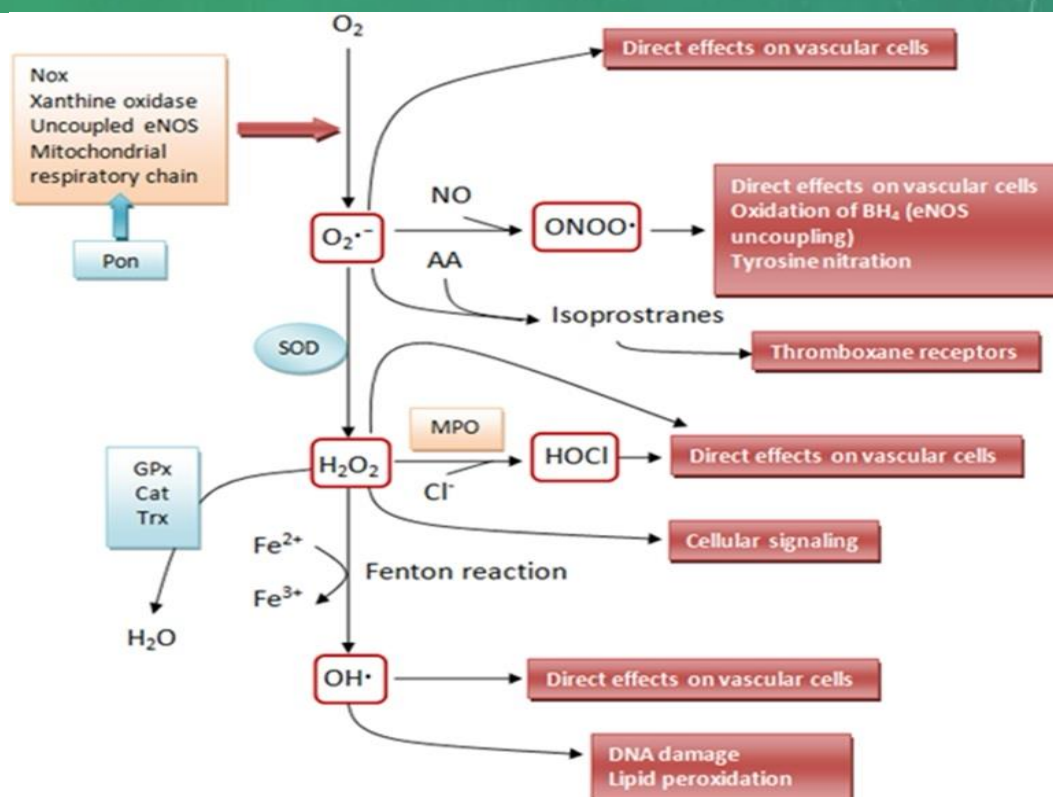 O₂
Direct effects on vascular cells
Nox
Xanthine oxidase
Uncoupled eNOS
Mitochondrial
respiratory chain
Pon
O₂•⁻
NO
ONOO•
Direct effects on vascular cells
Oxidation of BH₄ (eNOS
uncoupling)
Tyrosine nitration
AA
Isoprostranes
Thromboxane receptors
SOD
MPO
H₂O₂
HOCl
Direct effects on vascular cells
Cl⁻
GPx
Cat
Trx
Cellular signaling
Fe²⁺
Fenton reaction
Fe³⁺
H₂O
OH•
Direct effects on vascular cells
DNA damage
Lipid peroxidation